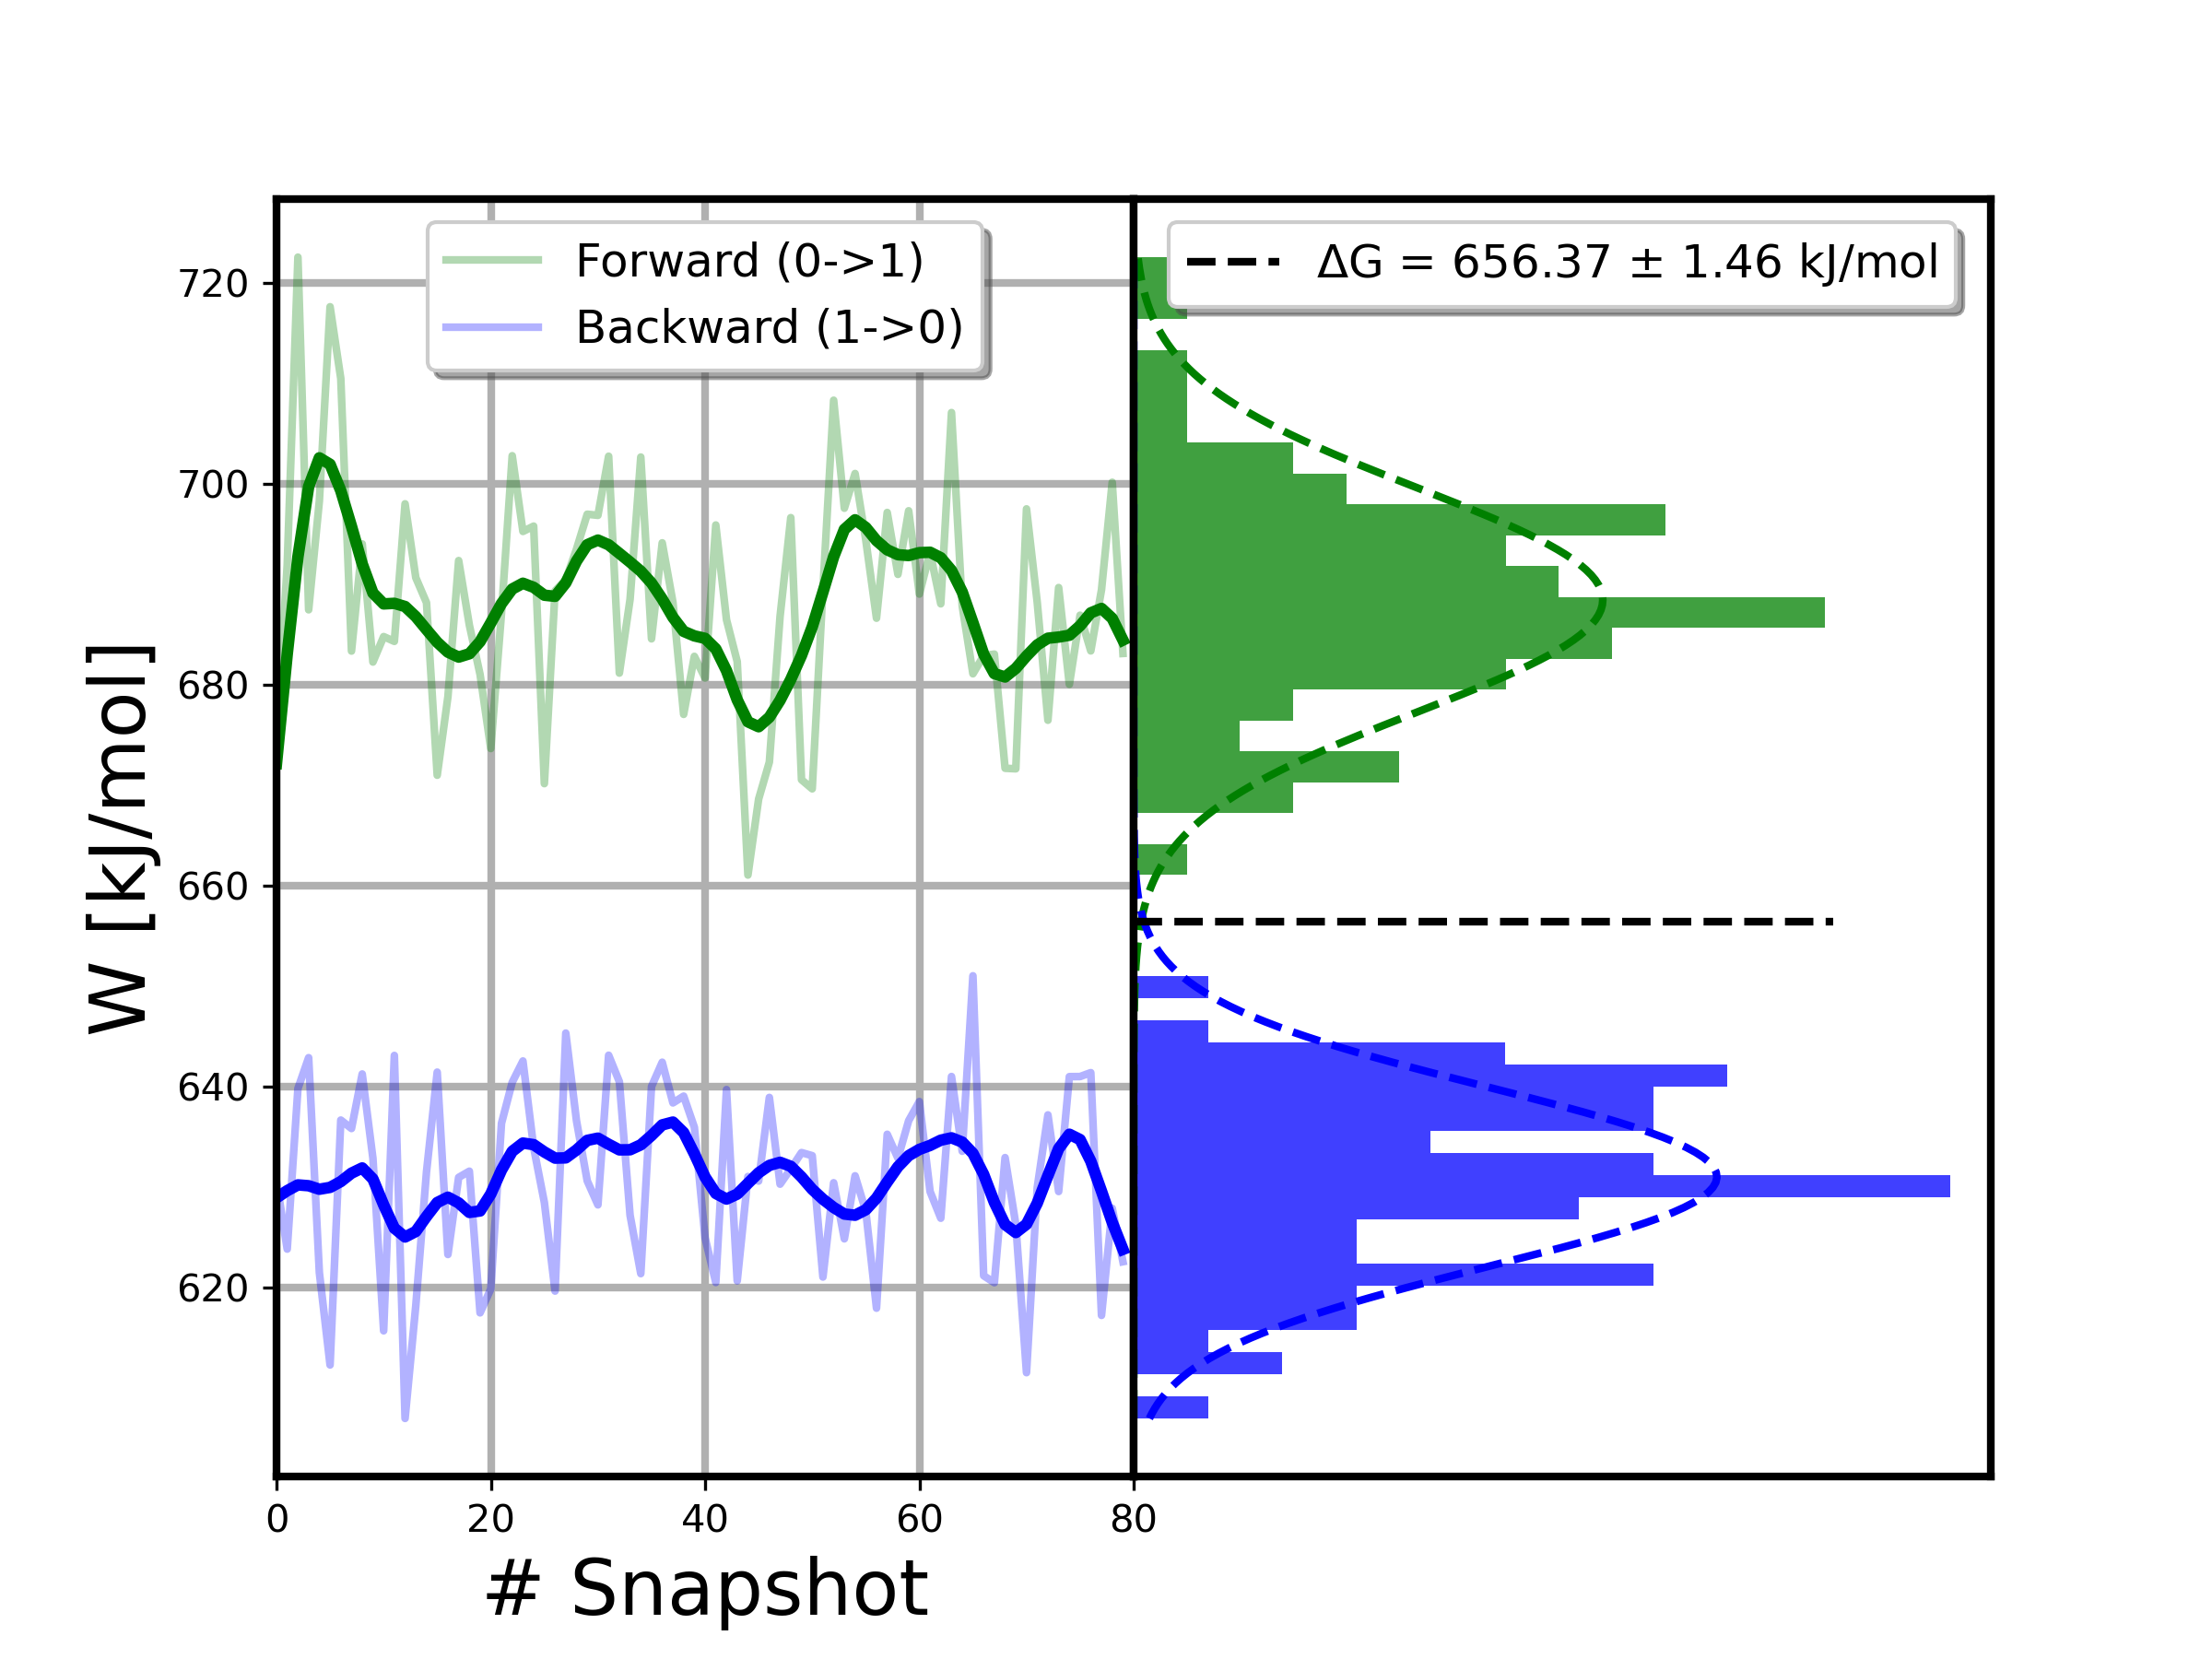 Forward (0->1)
Backward (1->0)
ΔG = 656.37 ± 1.46 kJ/mol
W [kJ/mol]
720
700
680
660
640
620
0 20 40 60 80
# Snapshot